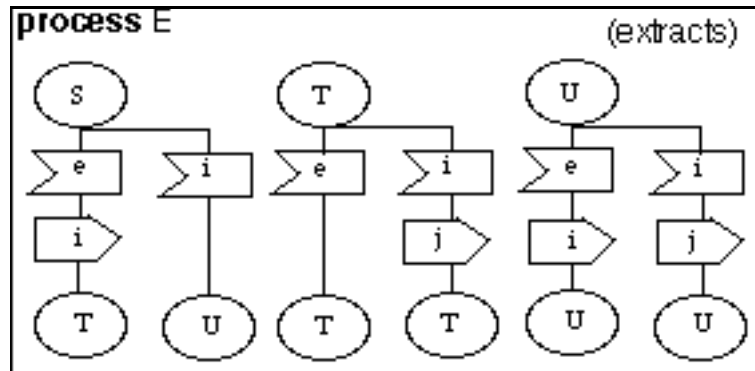 process E
(extracts)
S T U
e i e i e i
i j i j
T U T T U U